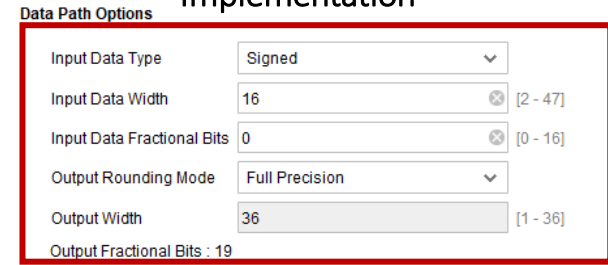 Implementation
Data Path Options
Input Data Type Signed
Input Data Width 16 [2 - 47]
Input Data Fractional Bits 0 [0 - 16]
Output Rounding Mode Full Precision
Output Width 36 [1 - 36]
Output Fractional Bits : 19